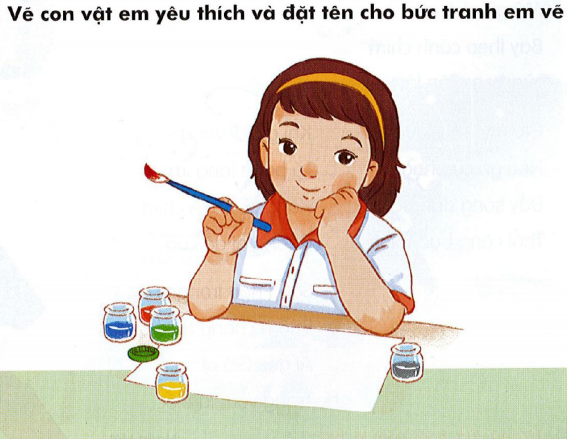 Vẽ con vật em yêu thích và đặt tên cho bức tranh em vẽ